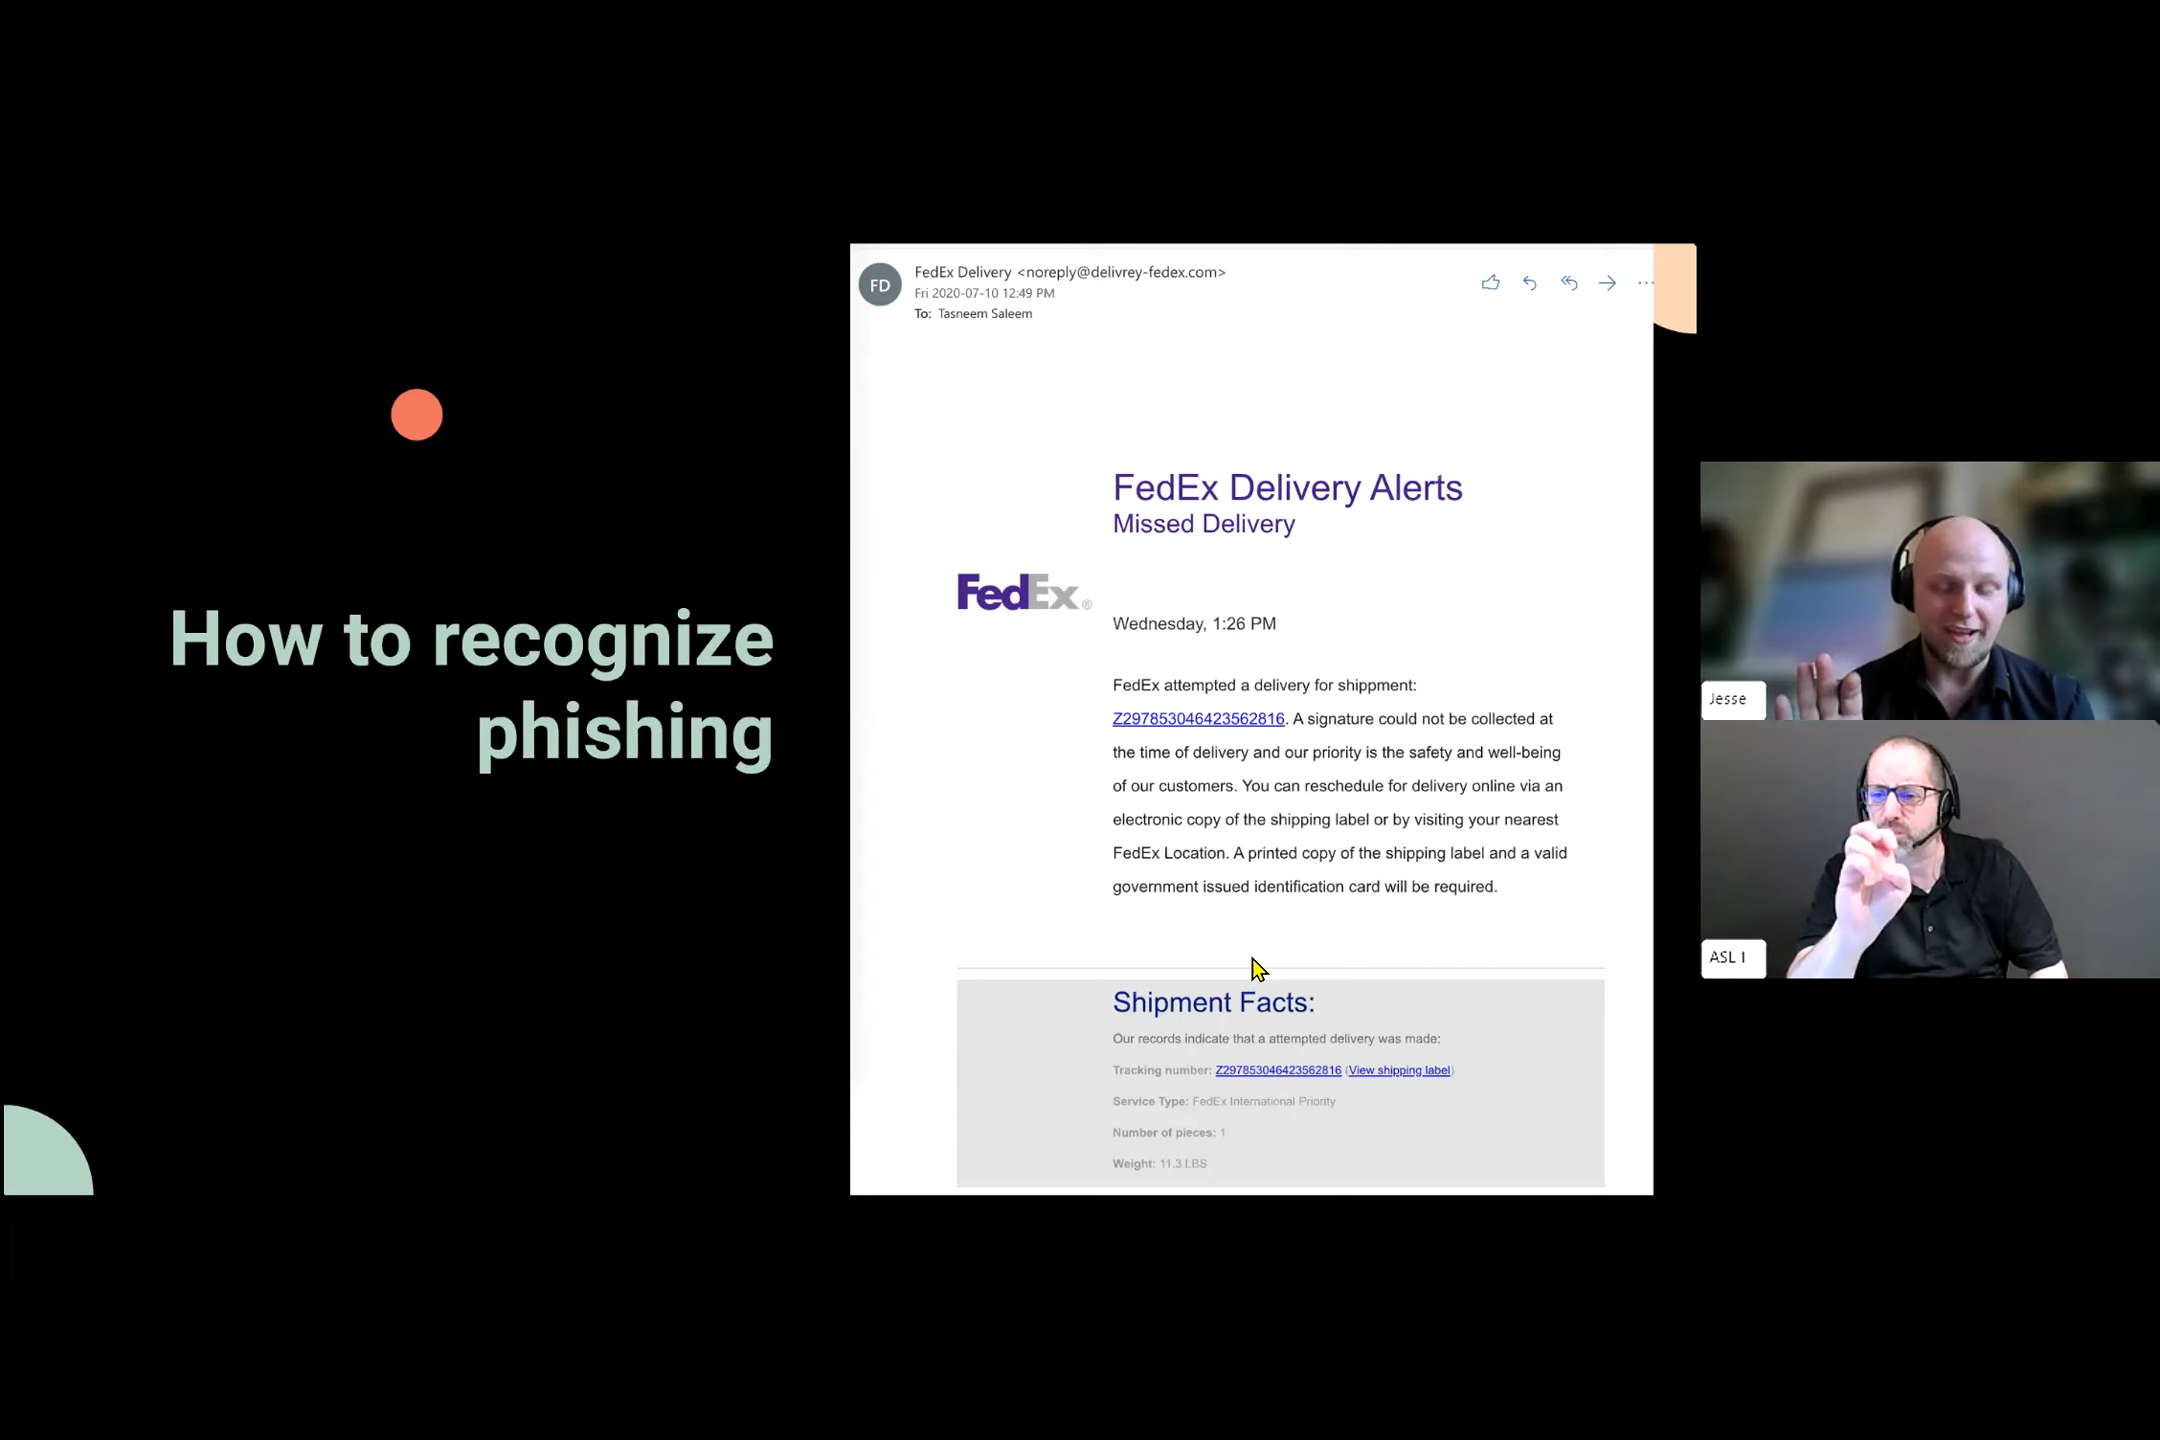 How to recognize
phishing
FD
FedEx Delivery <noreply@delivrey-fedex.com>
Fri 2020-07-10 12:49 PM
To: Tasneem Saleem
FedEx Delivery Alerts
Missed Delivery
FedEx®
Wednesday, 1:26 PM
FedEx attempted a delivery for shippment:
Z297853046423562816. A signature could not be collected at
the time of delivery and our priority is the safety and well-being
of our customers. You can reschedule for delivery online via an
electronic copy of the shipping label or by visiting your nearest
FedEx Location. A printed copy of the shipping label and a valid
government issued identification card will be required.
Shipment Facts:
Our records indicate that a attempted delivery was made:
Tracking number: Z297853046423562816 (View shipping label)
Service Type: FedEx International Priority
Number of pieces: 1
Weight: 11.3 LBS
Jesse
ASL 1